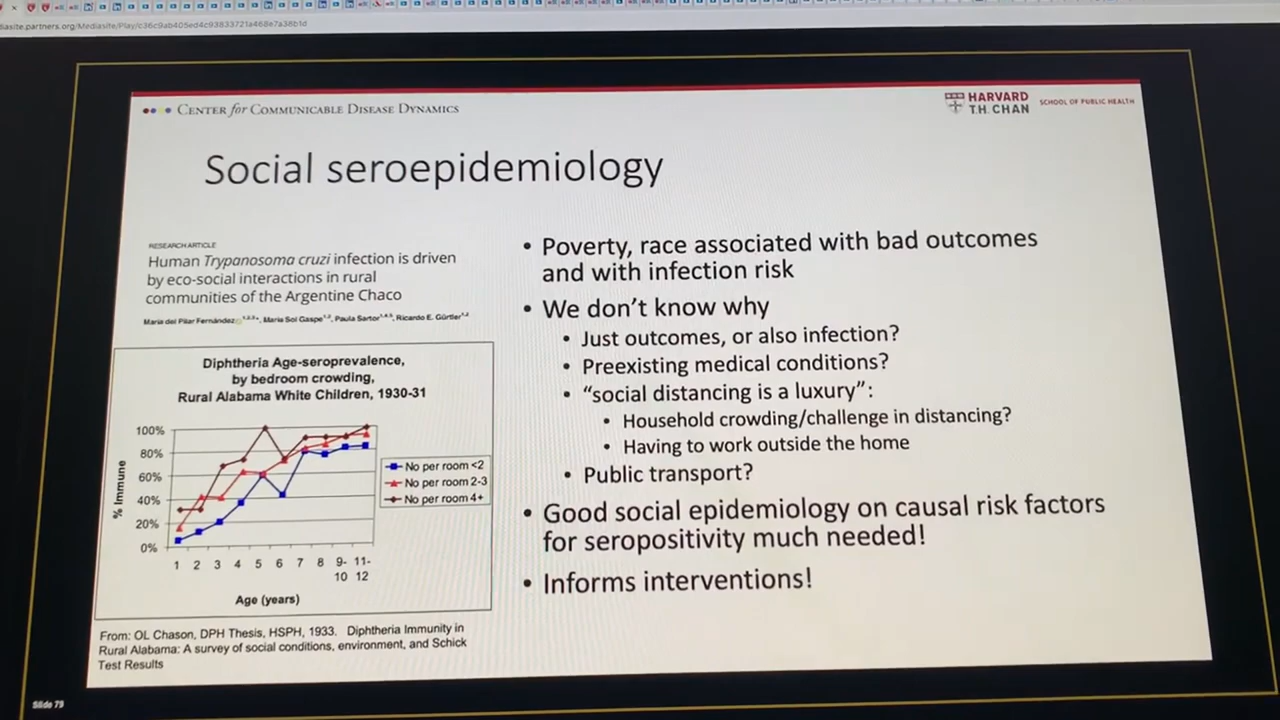 CENTER for COMMUNICABLE DISEASE DYNAMICS
HARVARD
T.H. CHAN
SCHOOL OF PUBLIC HEALTH
Social seroepidemiology
RESEARCH ARTICLE
Human Trypanosoma cruzi infection is driven
by eco-social interactions in rural
communities of the Argentine Chaco
María del Pilar Fernández, María Sol Gaspe, Paula Sartor, Ricardo E. Gürtler
Diphtheria Age-seroprevalence,
by bedroom crowding,
Rural Alabama White Children, 1930-31
100%
80%
60%
40%
20%
0%
% Immune
1 2 3 4 5 6 7 8 9- 11-
10 12
Age (years)
No per room <2
No per room 2-3
No per room 4+
From: OL Chason, DPH Thesis, HSPH, 1933. Diphtheria Immunity in
Rural Alabama: A survey of social conditions, environment, and Schick
Test Results
• Poverty, race associated with bad outcomes
and with infection risk
• We don't know why
• Just outcomes, or also infection?
• Preexisting medical conditions?
• “social distancing is a luxury”:
• Household crowding/challenge in distancing?
• Having to work outside the home
• Public transport?
• Good social epidemiology on causal risk factors
for seropositivity much needed!
• Informs interventions!
Slide 79